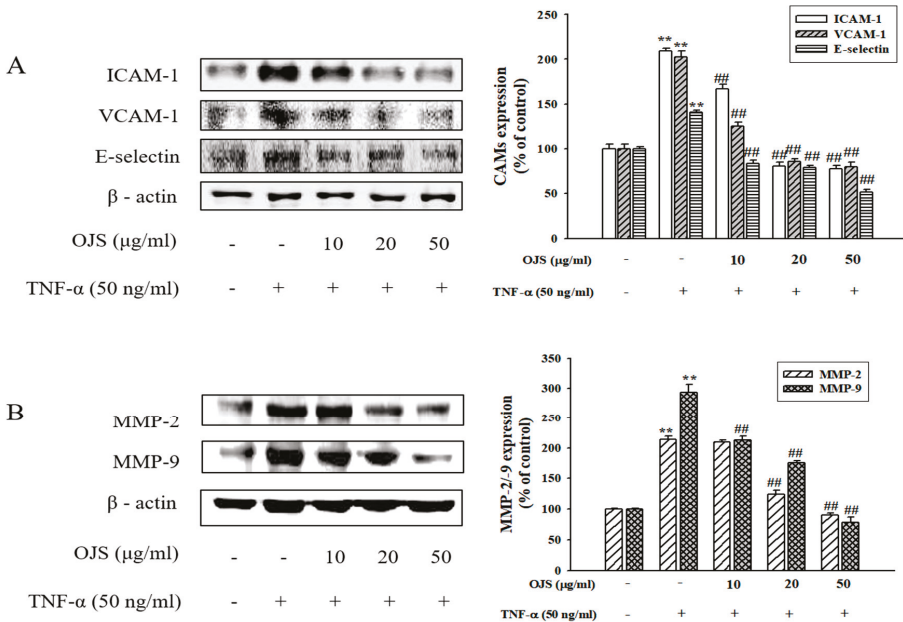 A
ICAM-1
VCAM-1
E-selectin
β - actin
OJS (μg/ml) - - 10 20 50
TNF-α (50 ng/ml) - + + + +
CAMs expression
(% of control)
250
200
150
100
50
0
ICAM-1
VCAM-1
E-selectin
** ** **
## ## ##
## ## ##
## ## ##
OJS (μg/ml) - - 10 20 50
TNF-α (50 ng/ml) - + + + +
B
MMP-2
MMP-9
β - actin
OJS (μg/ml) - - 10 20 50
TNF-α (50 ng/ml) - + + + +
MMP-2/-9 expression
(% of control)
350
300
250
200
150
100
50
0
MMP-2
MMP-9
** **
##
## ##
## ##
OJS (μg/ml) - - 10 20 50
TNF-α (50 ng/ml) - + + + +